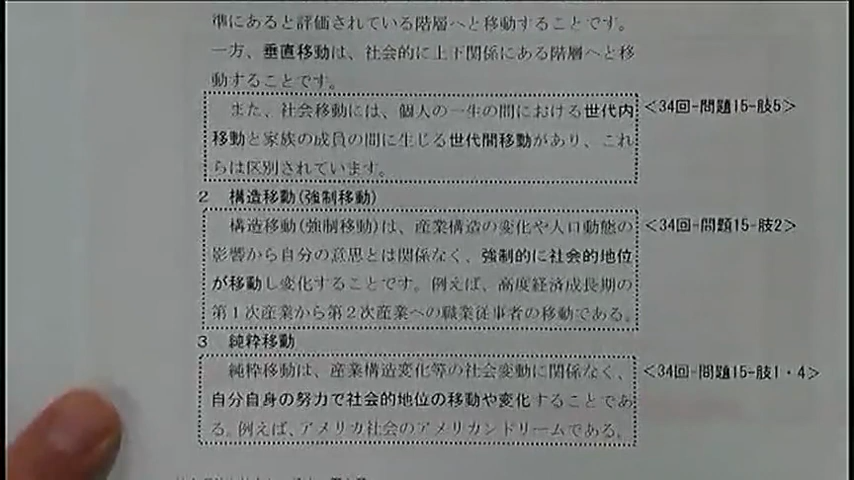 準にあると評価されている階層へと移動することです。
一方、垂直移動は、社会的に上下関係にある階層へと移
動することです。
また、社会移動には、個人の一生の間における世代内
移動と家族の成員の間に生じる世代間移動があり、これ
らは区別されています。
<34回-問題15-肢5>
2 構造移動(強制移動)
構造移動(強制移動)は、産業構造の変化や人口動態の
影響から自分の意思とは関係なく、強制的に社会的地位
が移動し変化することです。例えば、高度経済成長期の
第1次産業から第2次産業への職業従事者の移動である。
<34回-問題15-肢2>
3 純粋移動
純粋移動は、産業構造変化等の社会変動に関係なく、
自分自身の努力で社会的地位の移動や変化することであ
る。例えば、アメリカ社会のアメリカンドリームである。
<34回-問題15-肢1・4>